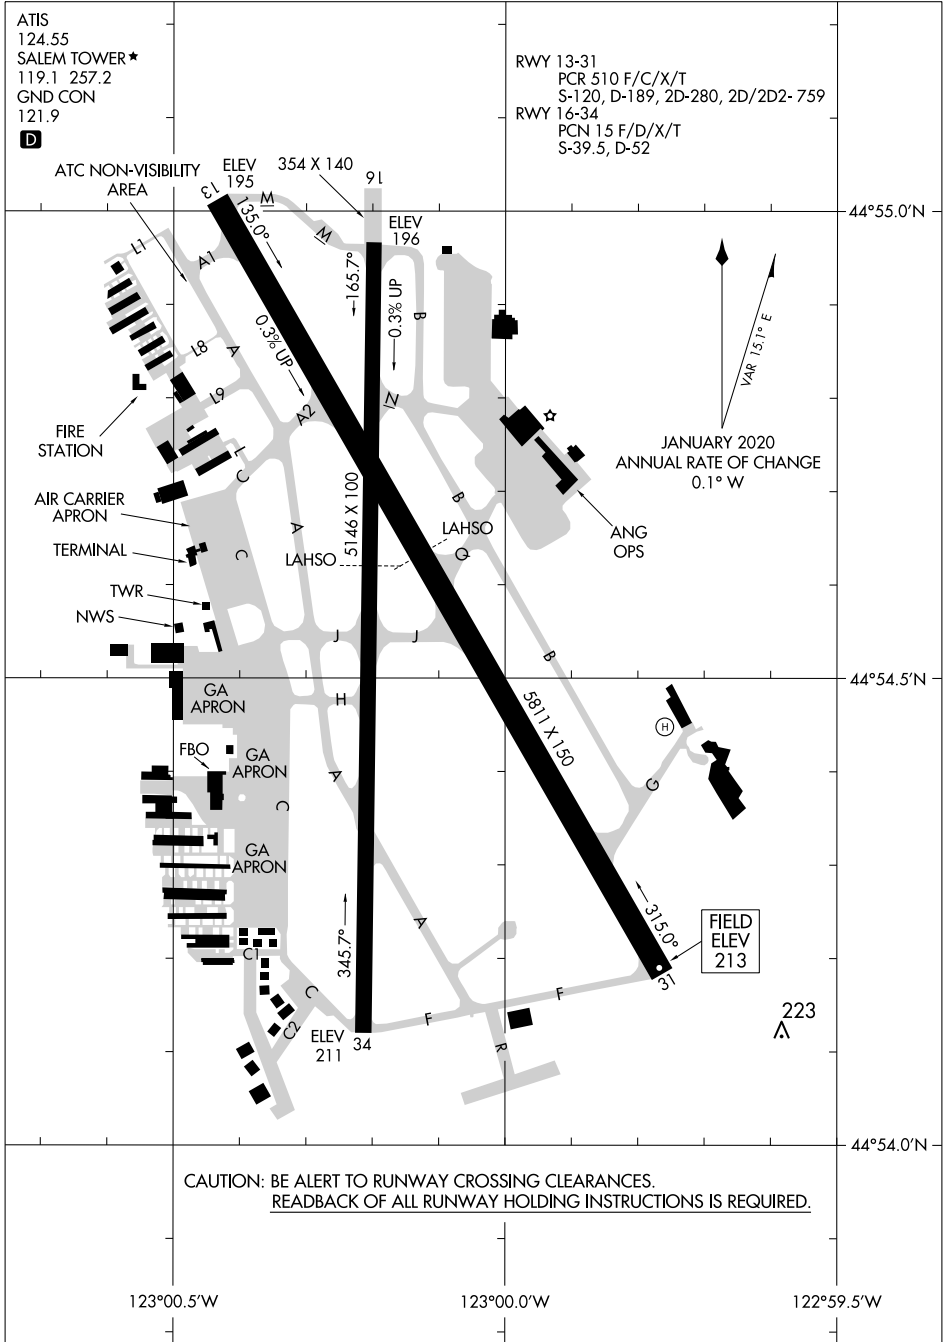 ATIS
124.55
SALEM TOWER ★
119.1 257.2
GND CON
121.9
D
RWY 13-31
PCR 510 F/C/X/T
S-120, D-189, 2D-280, 2D/2D2-759
RWY 16-34
PCN 15 F/D/X/T
S-39.5, D-52
ATC NON-VISIBILITY
AREA
ELEV
195
354 X 140
16
13
135.0°
M
M
ELEV
196
44°55.0'N
L1
A1
165.7°
0.3% UP
B
0.3% UP
VAR 15.1° E
L8
A
L9
A2
N
FIRE
STATION
JANUARY 2020
ANNUAL RATE OF CHANGE
0.1° W
L
C
AIR CARRIER
APRON
5146 X 100
B
A
LAHSO
ANG
OPS
TERMINAL
C
LAHSO
Q
TWR
NWS
J
J
B
44°54.5'N
GA
APRON
H
5811 X 150
H
FBO
GA
APRON
A
G
C
GA
APRON
A
345.7°
315.0°
FIELD
ELEV
213
C1
31
C
F
F
223
C2
ELEV
211
34
R
44°54.0'N
CAUTION: BE ALERT TO RUNWAY CROSSING CLEARANCES.
READBACK OF ALL RUNWAY HOLDING INSTRUCTIONS IS REQUIRED.
123°00.5'W
123°00.0'W
122°59.5'W